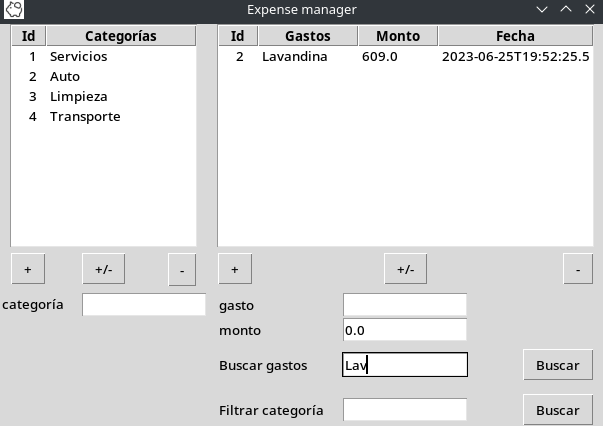 Expense manager
Id Categorías
1 Servicios
2 Auto
3 Limpieza
4 Transporte
Id Gastos Monto Fecha
2 Lavandina 609.0 2023-06-25T19:52:25.5
+ +/- -
+ +/- -
categoría
gasto
monto 0.0
Buscar gastos Lav Buscar
Filtrar categoría Buscar